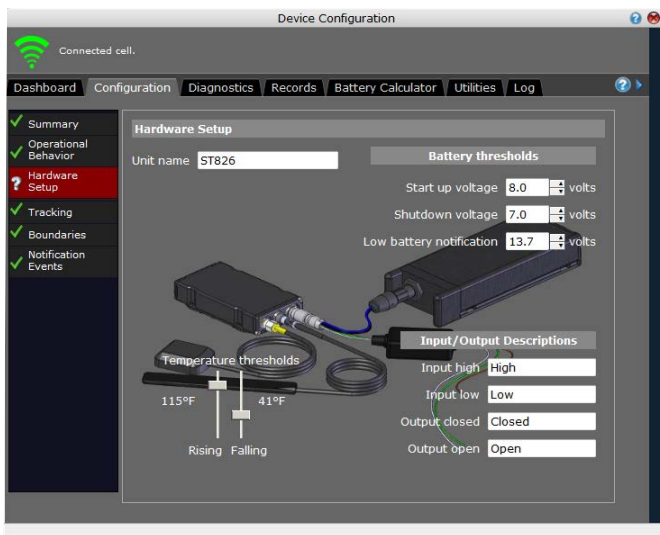 Device Configuration
Connected cell.
Dashboard Configuration Diagnostics Records Battery Calculator Utilities Log
Summary
Operational
Behavior
Hardware
Setup
Tracking
Boundaries
Notification
Events
Hardware Setup
Unit name ST826
Battery thresholds
Start up voltage 8.0 volts
Shutdown voltage 7.0 volts
Low battery notification 13.7 volts
Temperature thresholds
115°F 41°F
Rising Falling
Input/Output Descriptions
Input high High
Input low Low
Output closed Closed
Output open Open